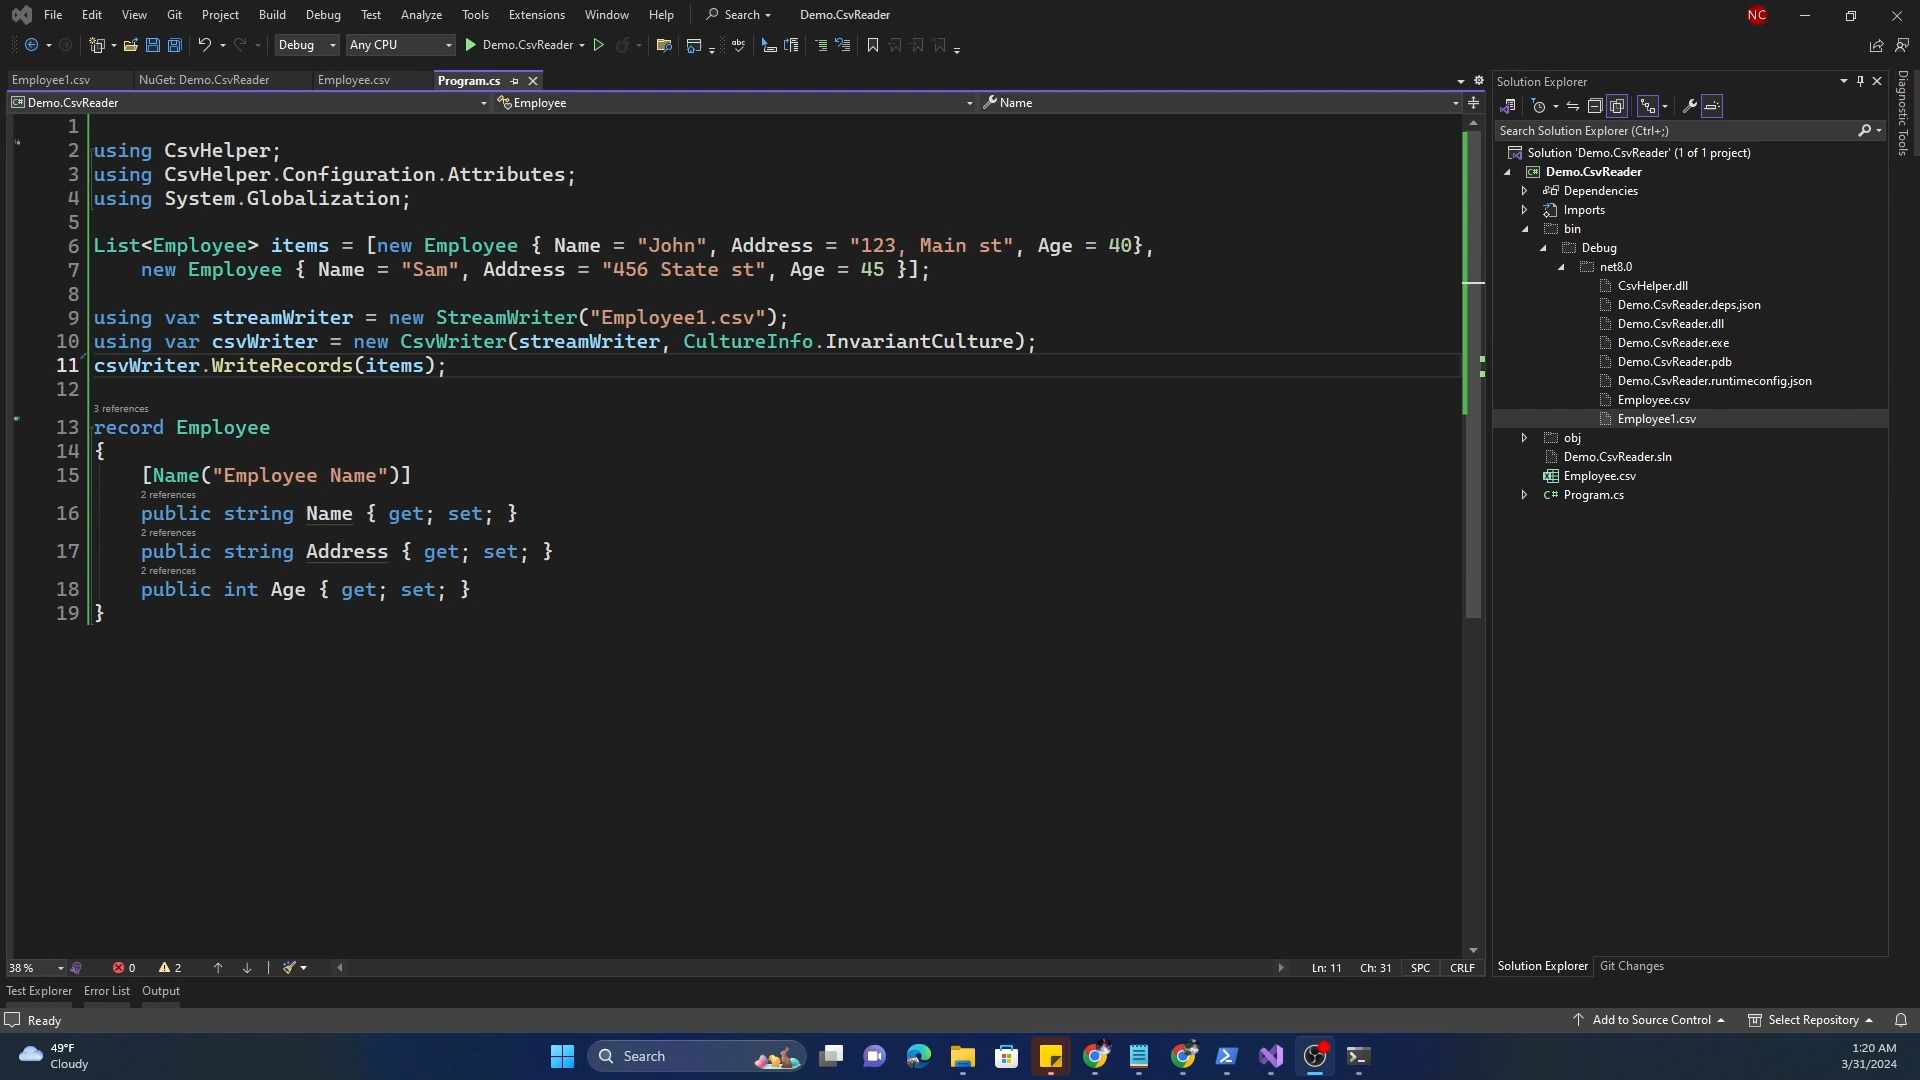 File Edit View Git Project Build Debug Test Analyze Tools Extensions Window Help Search Demo.CsvReader NC
Debug Any CPU Demo.CsvReader
Employee1.csv NuGet: Demo.CsvReader Employee.csv Program.cs
Demo.CsvReader Employee Name
1
2 using CsvHelper;
3 using CsvHelper.Configuration.Attributes;
4 using System.Globalization;
5
6 List<Employee> items = [new Employee { Name = "John", Address = "123, Main st", Age = 40},
7 new Employee { Name = "Sam", Address = "456 State st", Age = 45 }];
8
9 using var streamWriter = new StreamWriter("Employee1.csv");
10 using var csvWriter = new CsvWriter(streamWriter, CultureInfo.InvariantCulture);
11 csvWriter.WriteRecords(items);
12
3 references
13 record Employee
14 {
15 [Name("Employee Name")]
2 references
16 public string Name { get; set; }
2 references
17 public string Address { get; set; }
2 references
18 public int Age { get; set; }
19 }
38 % 0 2 Ln: 11 Ch: 31 SPC CRLF
Solution Explorer
Search Solution Explorer (Ctrl+;)
Solution 'Demo.CsvReader' (1 of 1 project)
C# Demo.CsvReader
Dependencies
Imports
bin
Debug
net8.0
CsvHelper.dll
Demo.CsvReader.deps.json
Demo.CsvReader.dll
Demo.CsvReader.exe
Demo.CsvReader.pdb
Demo.CsvReader.runtimeconfig.json
Employee.csv
Employee1.csv
obj
Demo.CsvReader.sln
Employee.csv
C# Program.cs
Solution Explorer Git Changes
Diagnostic Tools
Test Explorer Error List Output
Ready Add to Source Control Select Repository
49°F
Cloudy
Search
1:20 AM
3/31/2024